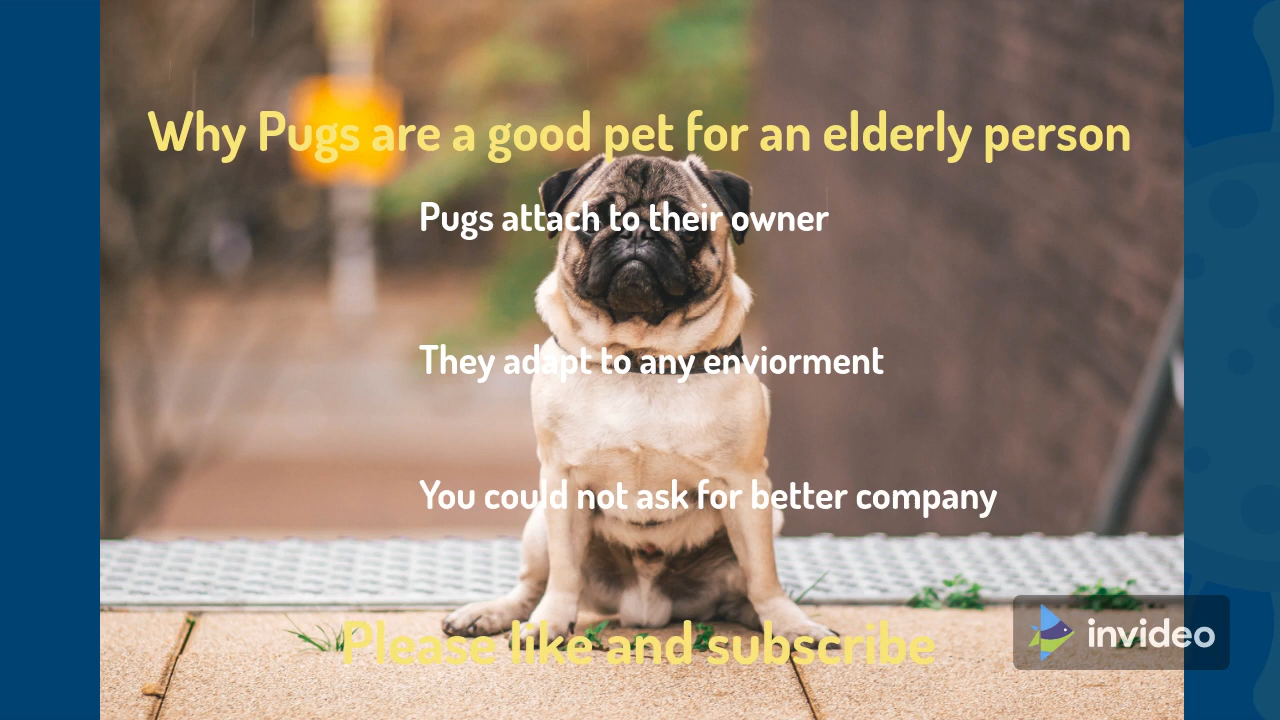 Why Pugs are a good pet for an elderly person
Pugs attach to their owner
They adapt to any enviorment
You could not ask for better company
Please like and subscribe
invideo